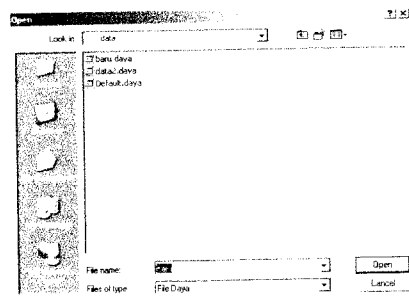 Open
Look in data
baru.daya
data2.daya
Default.daya
File name: Open
Files of type File Daya Cancel